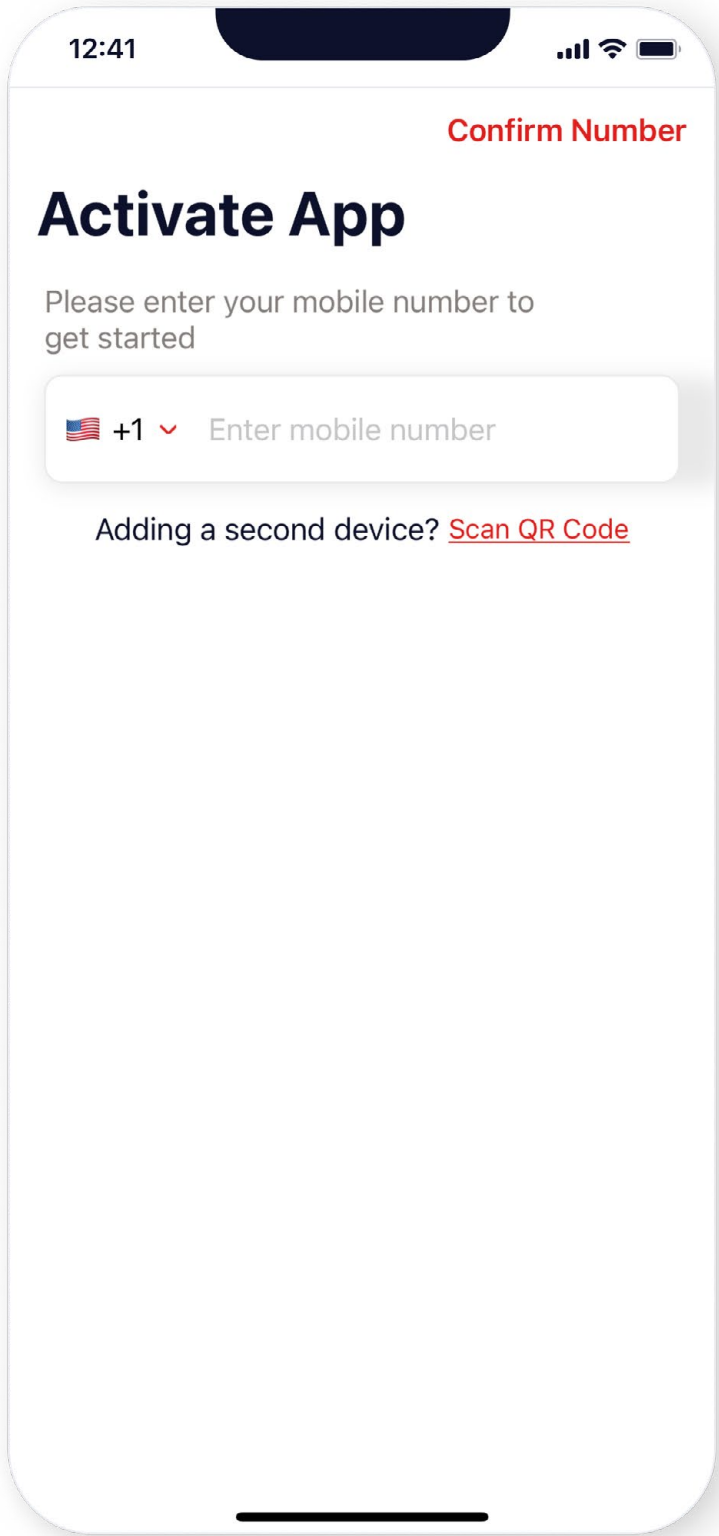 12:41
Confirm Number
Activate App
Please enter your mobile number to
get started
+1 Enter mobile number
Adding a second device? Scan QR Code